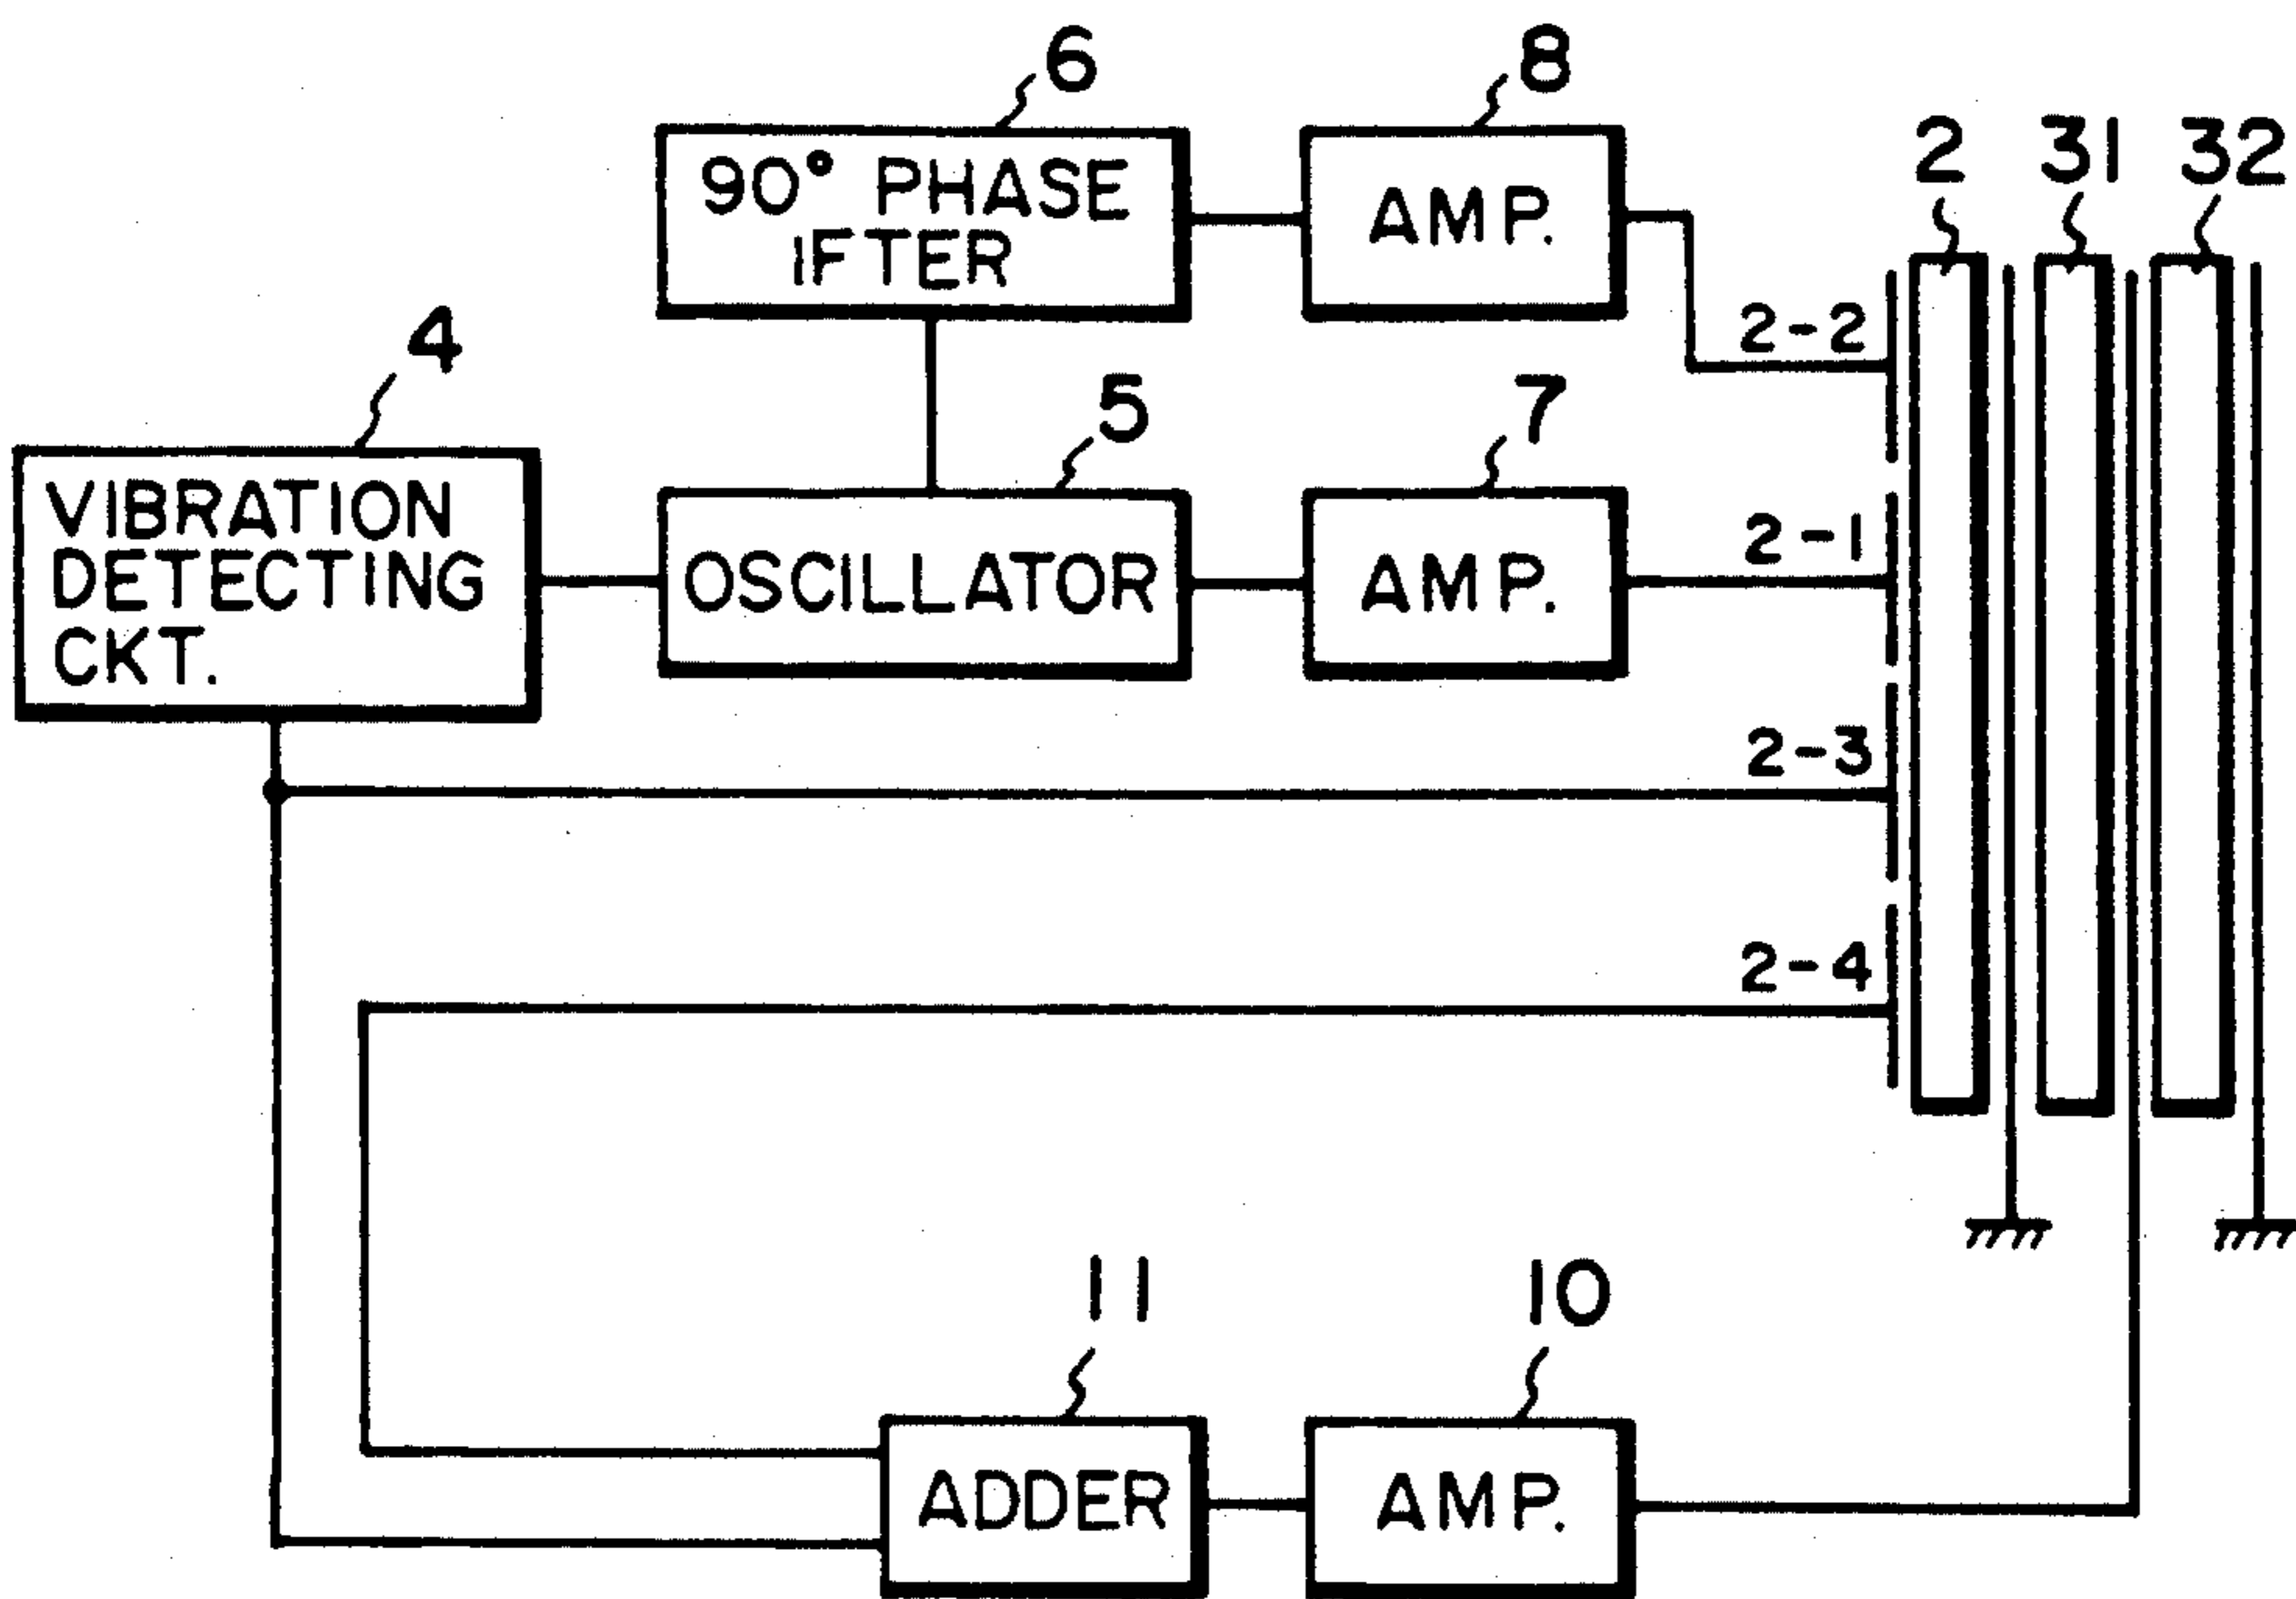 6
8
2 31 32
90° PHASE
IFTER
AMP.
2-2
4
5
7
VIBRATION
DETECTING
CKT.
OSCILLATOR
AMP.
2-1
2-3
2-4
11
10
ADDER
AMP.